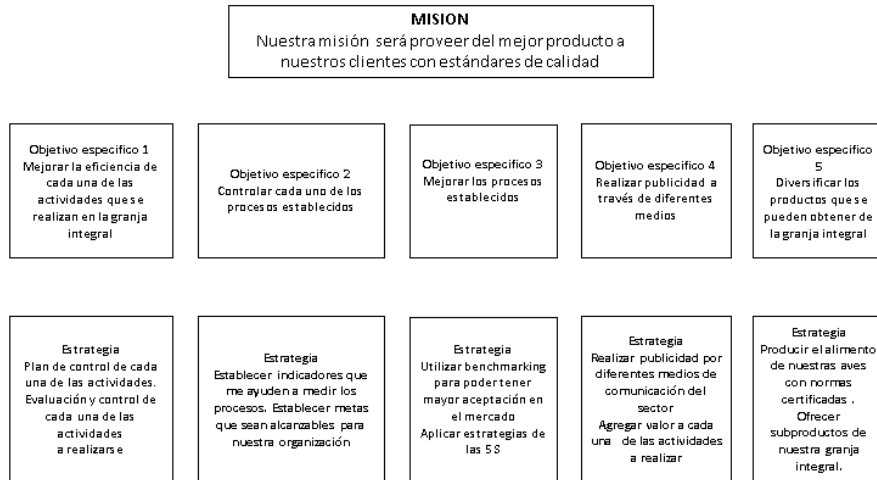 MISION
Nuestra misión será proveer del mejor producto a
nuestros clientes con estándares de calidad
Objetivo especifico 1
Mejorar la eficiencia de
cada una de las
actividades que se
realizan en la granja
integral
Objetivo especifico 2
Controlar cada uno de los
procesos establecidos
Objetivo especifico 3
Mejorar los procesos
establecidos
Objetivo especifico 4
Realizar publicidad a
través de diferentes
medios
Objetivo especifico
5
Diversificar los
productos que se
pueden obtener de
la granja integral
Estrategia
Plan de control de cada
una de las actividades.
Evaluación y control de
cada una de las
actividades
a realizarse
Estrategia
Establecer indicadores que
me ayuden a medir los
procesos. Establecer metas
que sean alcanzables para
nuestra organización
Estrategia
Utilizar benchmarking
para poder tener
mayor aceptación en
el mercado
Aplicar estrategias de
las 5 S
Estrategia
Realizar publicidad por
diferentes medios de
comunicación del
sector
Agregar valor a cada
una de las actividades
a realizar
Estrategia
Producir el alimento
de nuestras aves
con normas
certificadas .
Ofrecer
subproductos de
nuestra granja
integral.